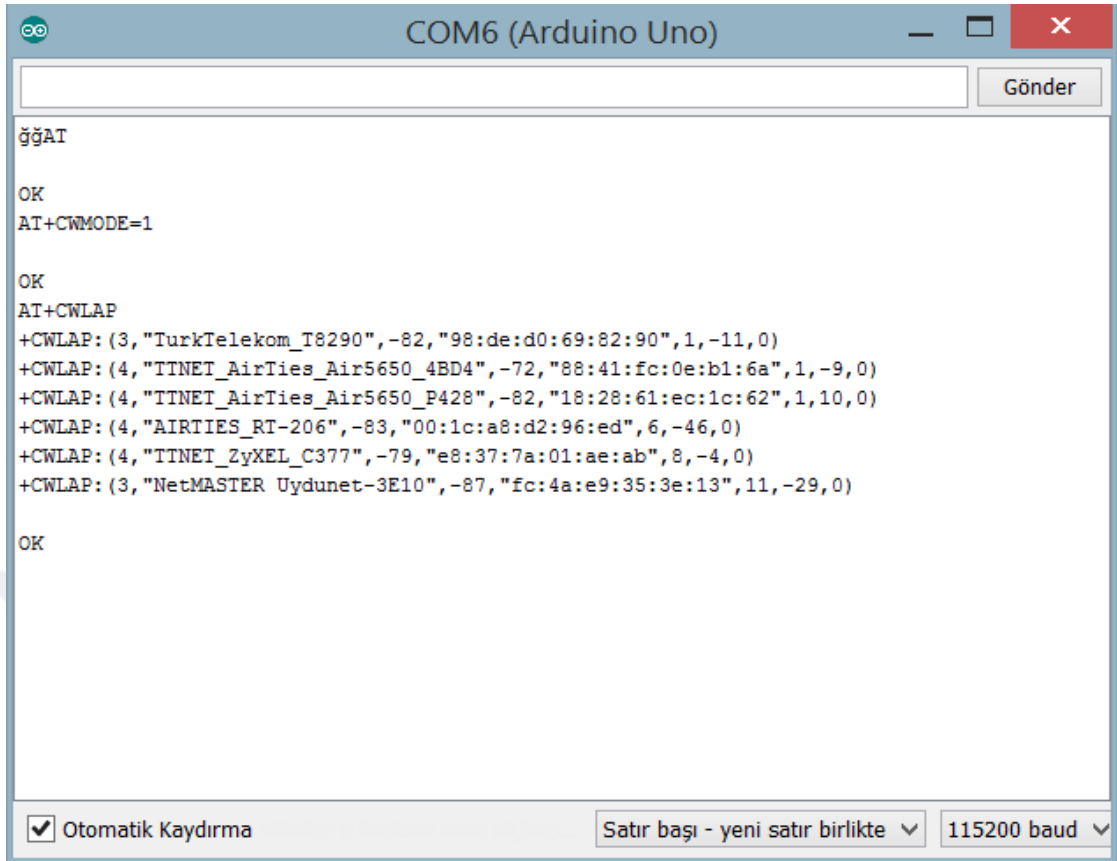 COM6 (Arduino Uno)
Gönder
ğğAT
OK
AT+CWMODE=1
OK
AT+CWLAP
+CWLAP:(3,"TurkTelekom_T8290",-82,"98:de:d0:69:82:90",1,-11,0)
+CWLAP:(4,"TTNET_AirTies_Air5650_4BD4",-72,"88:41:fc:0e:b1:6a",1,-9,0)
+CWLAP:(4,"TTNET_AirTies_Air5650_P428",-82,"18:28:61:ec:1c:62",1,10,0)
+CWLAP:(4,"AIRTIES_RT-206",-83,"00:1c:a8:d2:96:ed",6,-46,0)
+CWLAP:(4,"TTNET_ZyXEL_C377",-79,"e8:37:7a:01:ae:ab",8,-4,0)
+CWLAP:(3,"NetMASTER Uydunet-3E10",-87,"fc:4a:e9:35:3e:13",11,-29,0)
OK
Otomatik Kaydırma
Satır başı - yeni satır birlikte
115200 baud